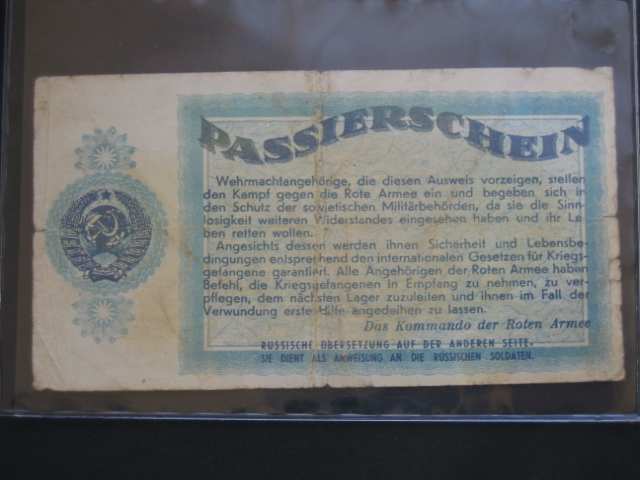 PASSIERSCHEIN
Wehrmachtangehörige, die diesen Ausweis vorzeigen, stellen
den Kampf gegen die Rote Armee ein und begeben sich in
den Schutz der sowjetischen Militärbehörden, da sie die Sinn-
losigkeit weiteren Widerstandes eingesehen haben und ihr Le-
ben retten wollen.
Angesichts dessen werden ihnen Sicherheit und Lebensbe-
dingungen entsprechend den internationalen Gesetzen für Kriegs-
gefangene garantiert. Alle Angehörigen der Roten Armee haben
Befehl, die Kriegsgefangenen in Empfang zu nehmen, zu ver-
pflegen, dem nächsten Lager zuzuleiten und ihnen im Fall der
Verwundung erste Hilfe angedeihen zu lassen.
Das Kommando der Roten Armee
RUSSISCHE ÜBERSETZUNG AUF DER ANDEREN SEITE.
SIE DIENT ALS ANWEISUNG AN DIE RUSSISCHEN SOLDATEN.